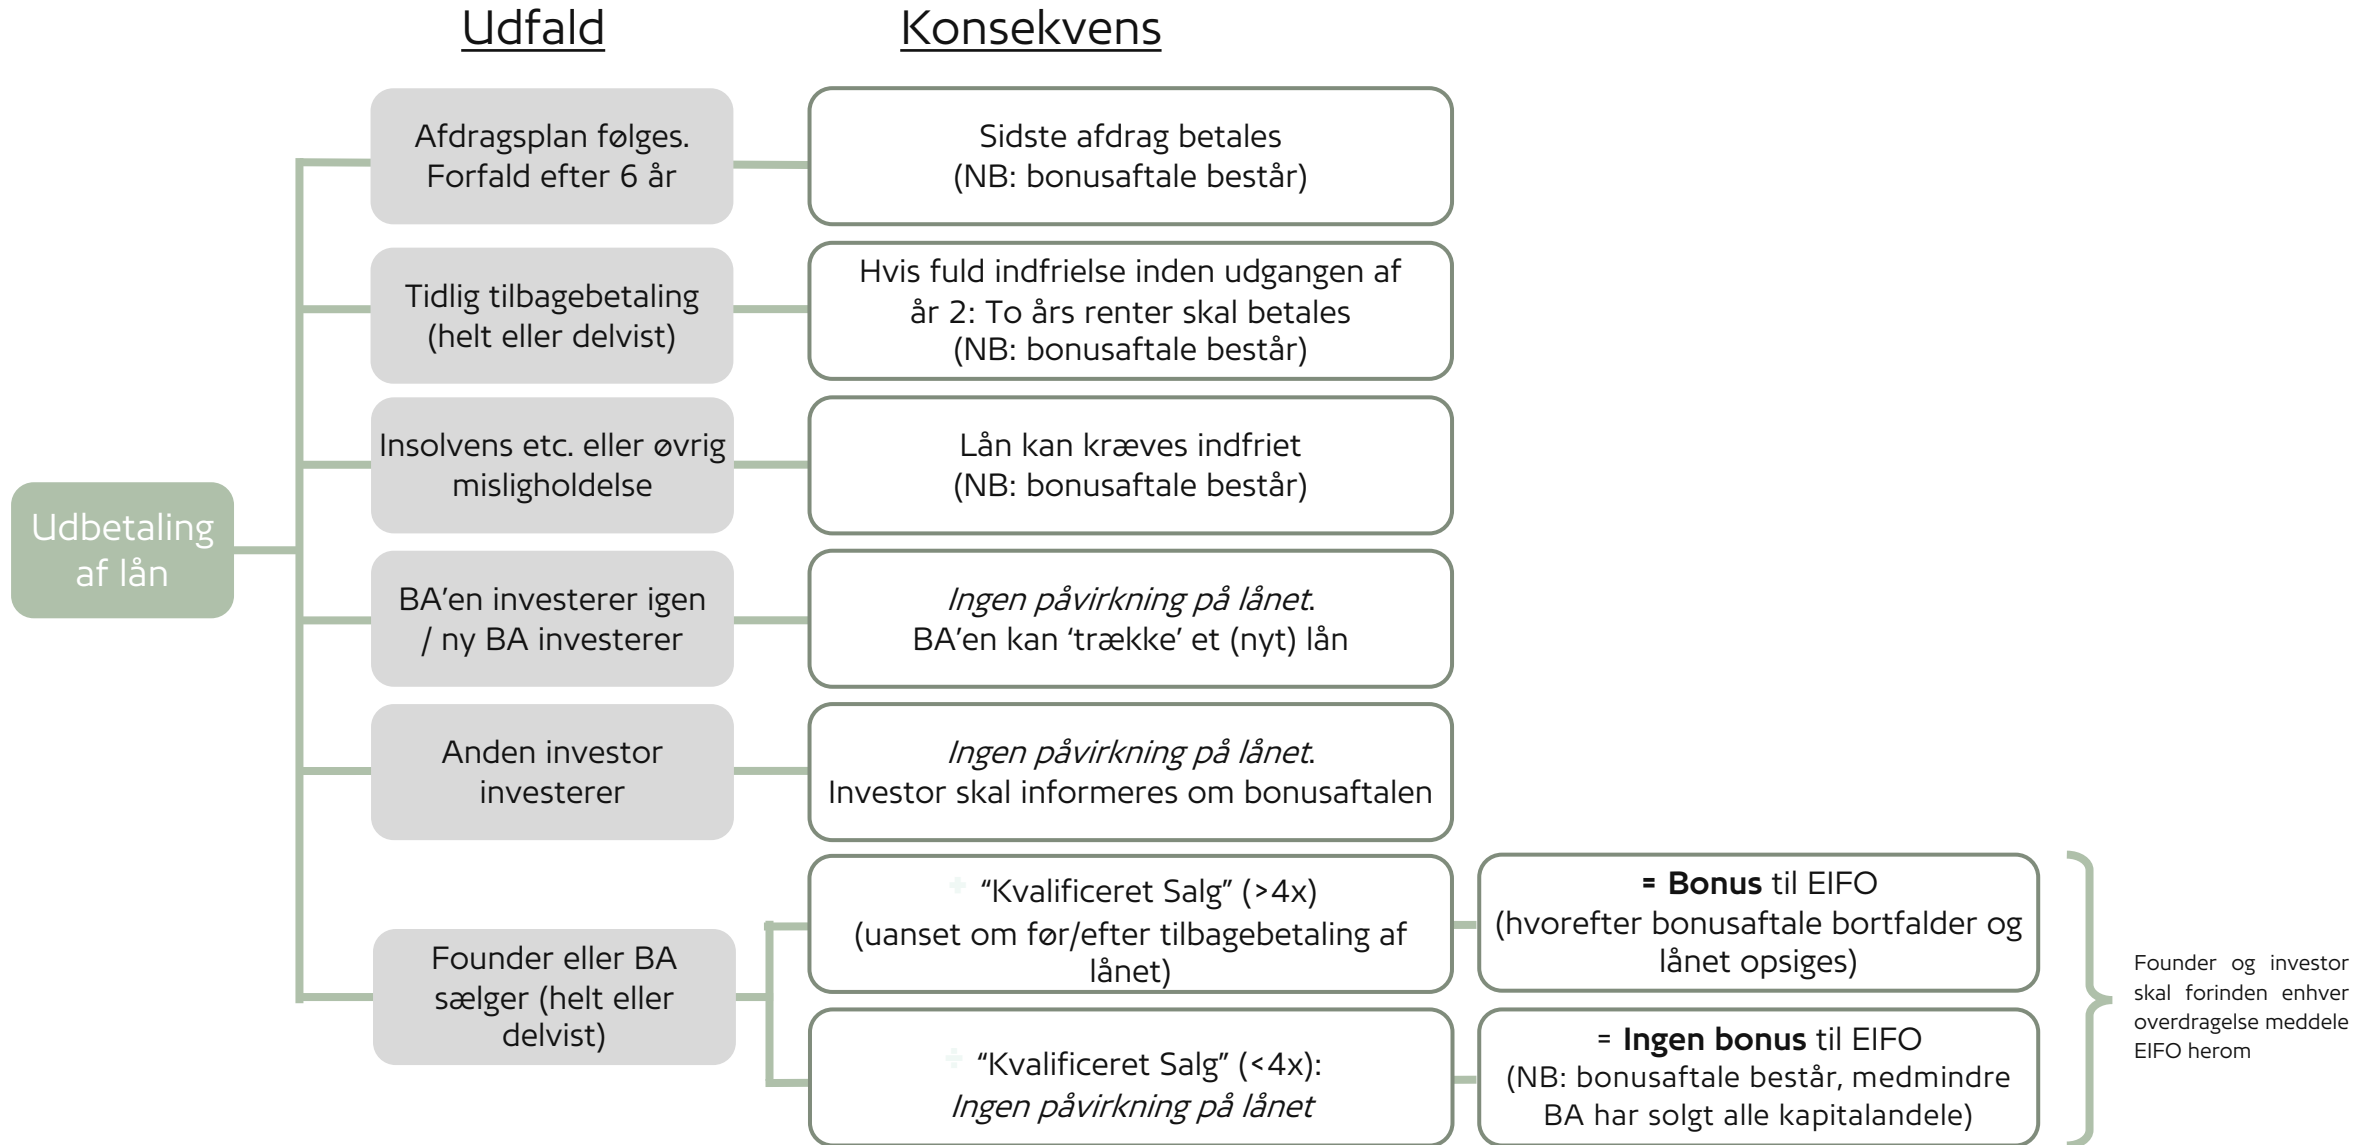 Udfald
Konsekvens
Udbetaling
af lån
Afdragsplan følges.
Forfald efter 6 år
Sidste afdrag betales
(NB: bonusaftale består)
Tidlig tilbagebetaling
(helt eller delvist)
Hvis fuld indfrielse inden udgangen af
år 2: To års renter skal betales
(NB: bonusaftale består)
Insolvens etc. eller øvrig
misligholdelse
Lån kan kræves indfriet
(NB: bonusaftale består)
BA’en investerer igen
/ ny BA investerer
Ingen påvirkning på lånet.
BA’en kan ‘trække’ et (nyt) lån
Anden investor
investerer
Ingen påvirkning på lånet.
Investor skal informeres om bonusaftalen
Founder eller BA
sælger (helt eller
delvist)
+ “Kvalificeret Salg” (>4x)
(uanset om før/efter tilbagebetaling af
lånet)
= Bonus til EIFO
(hvorefter bonusaftale bortfalder og
lånet opsiges)
÷ “Kvalificeret Salg” (<4x):
Ingen påvirkning på lånet
= Ingen bonus til EIFO
(NB: bonusaftale består, medmindre
BA har solgt alle kapitalandele)
Founder og investor
skal forinden enhver
overdragelse meddele
EIFO herom